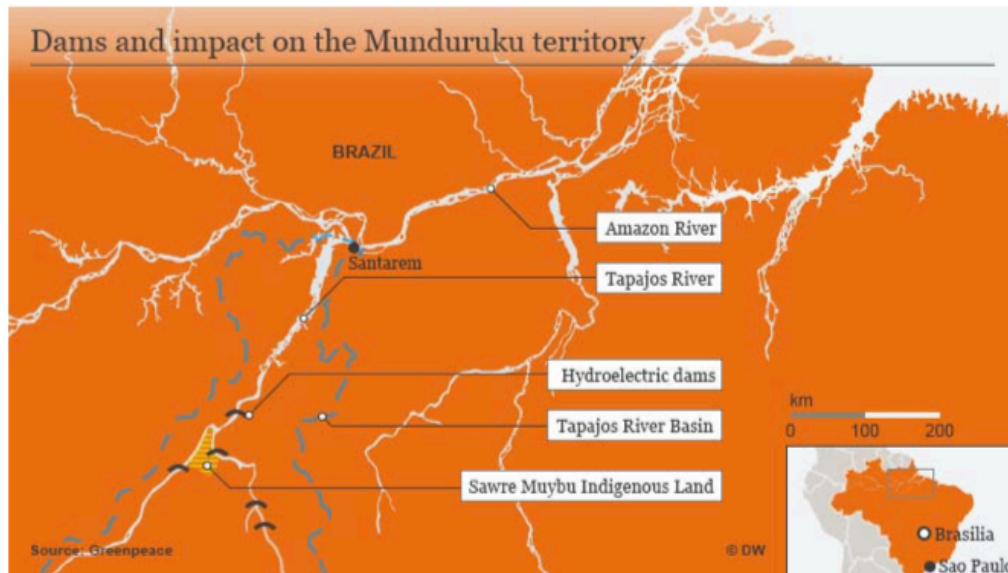 Dams and impact on the Munduruku territory
BRAZIL
Amazon River
Santarem
Tapajos River
Hydroelectric dams
km
Tapajos River Basin
0 100 200
Sawre Muybu Indigenous Land
Brasilia
Source: Greenpeace
© DW
Sao Paul